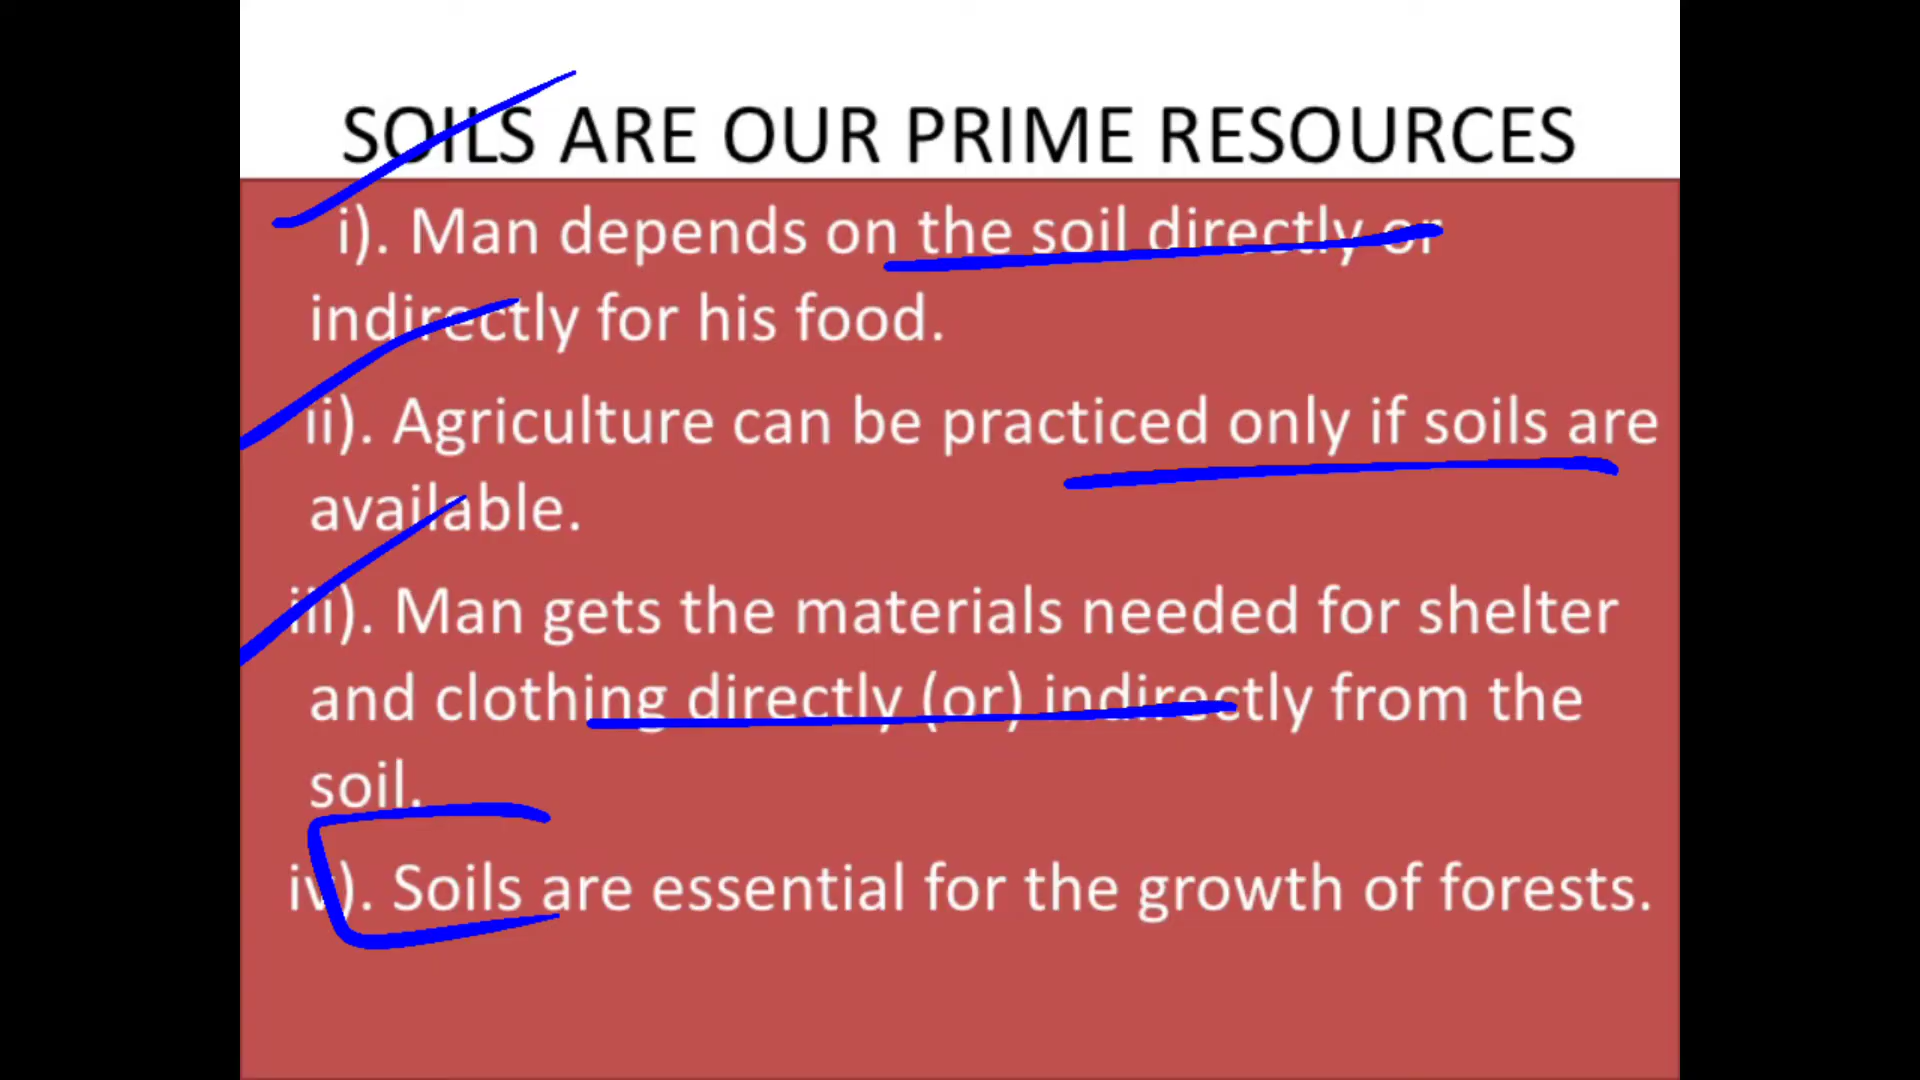 SOILS ARE OUR PRIME RESOURCES
i). Man depends on the soil directly or
indirectly for his food.
ii). Agriculture can be practiced only if soils are
available.
iii). Man gets the materials needed for shelter
and clothing directly (or) indirectly from the
soil.
iv). Soils are essential for the growth of forests.